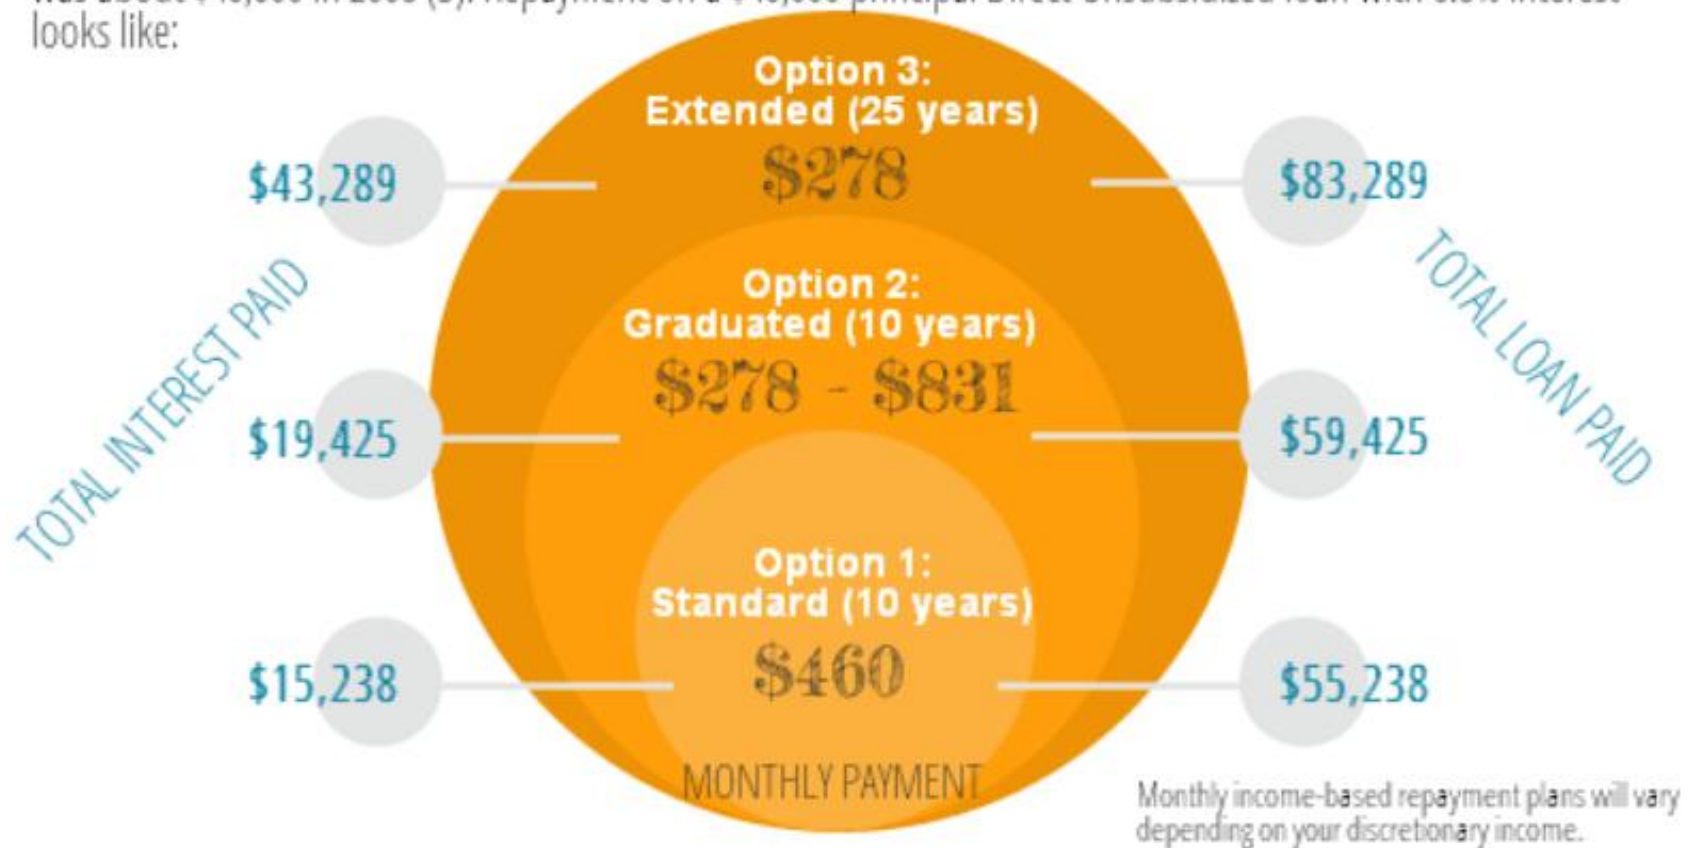 looks like:
Option 3:
Extended (25 years)
$278
$43,289
$83,289
Option 2:
Graduated (10 years)
$278 - $831
$19,425
$59,425
Option 1:
Standard (10 years)
$460
$15,238
$55,238
TOTAL INTEREST PAID
TOTAL LOAN PAID
MONTHLY PAYMENT
Monthly income-based repayment plans will vary
depending on your discretionary income.